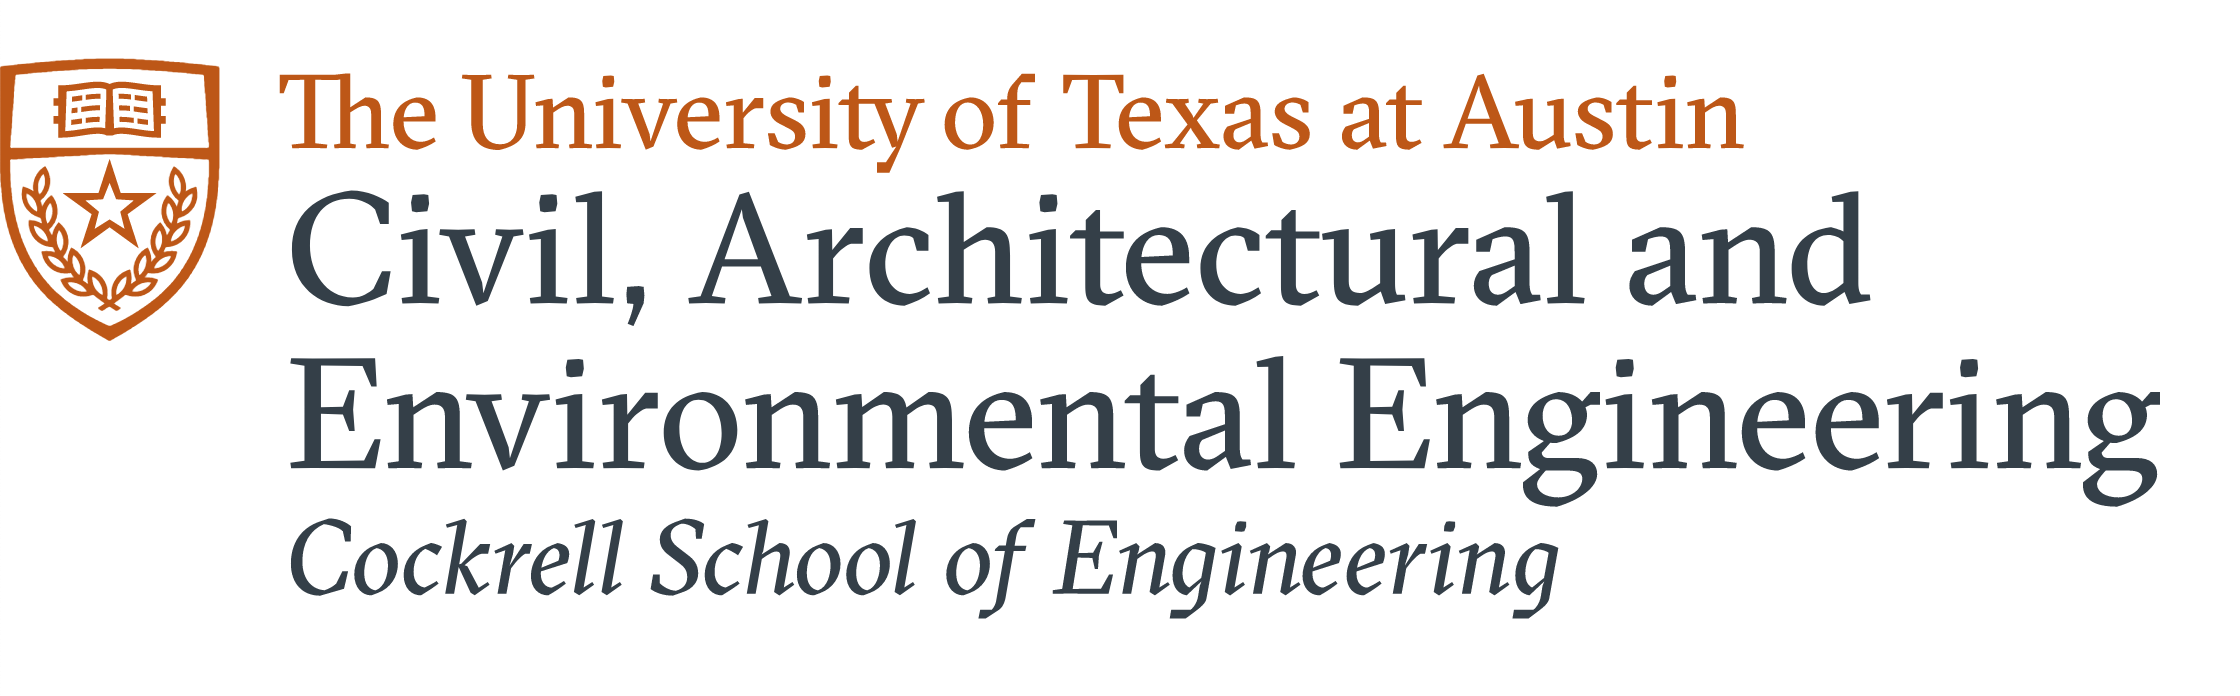 The University of Texas at Austin
Civil, Architectural and
Environmental Engineering
Cockrell School of Engineering